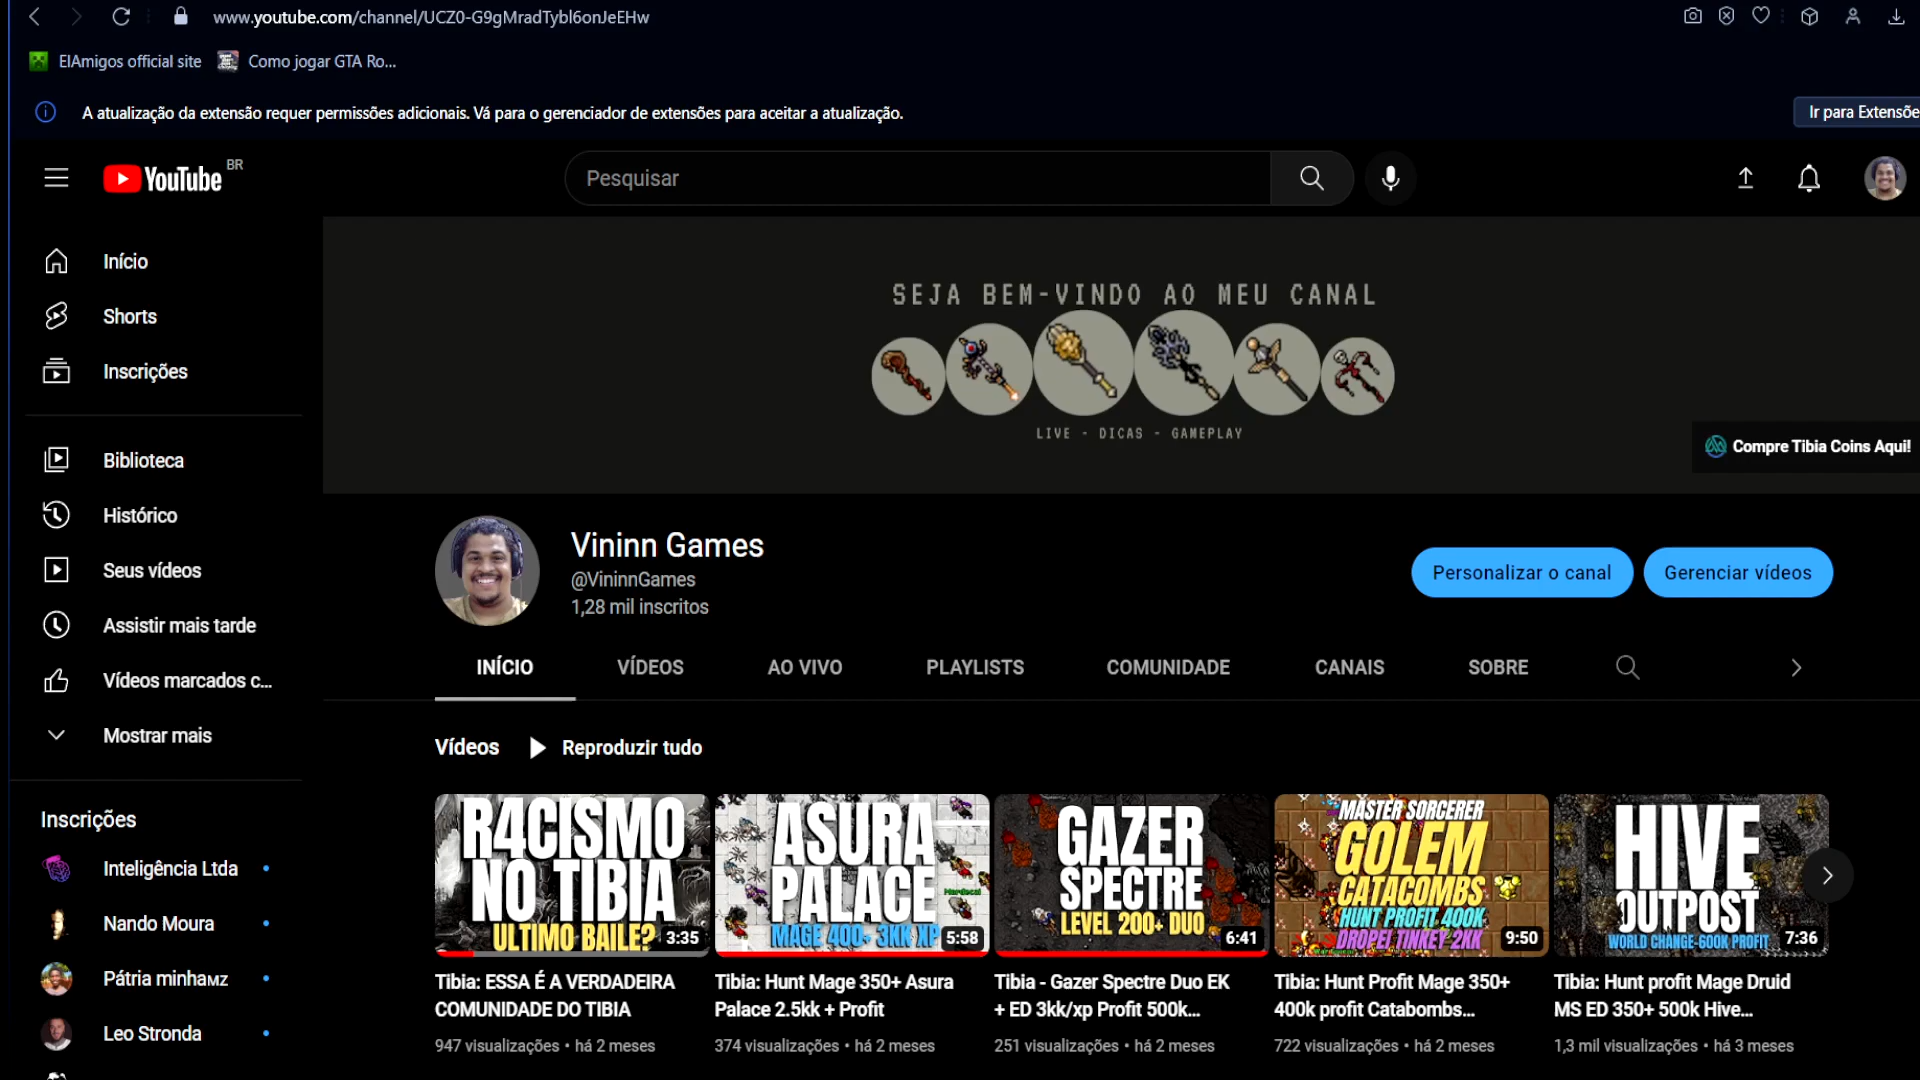 www.youtube.com/channel/UCZ0-G9gMradTybl6onJeEHw
ElAmigos official site
Como jogar GTA Ro...
A atualização da extensão requer permissões adicionais. Vá para o gerenciador de extensões para aceitar a atualização.
Ir para Extensõe
YouTube BR
Pesquisar
Início
Shorts
Inscrições
Biblioteca
Histórico
Seus vídeos
Assistir mais tarde
Vídeos marcados c...
Mostrar mais
Inscrições
Inteligência Ltda
Nando Moura
Pátria minhaᴍᴢ
Leo Stronda
SEJA BEM-VINDO AO MEU CANAL
LIVE - DICAS - GAMEPLAY
Compre Tibia Coins Aqui!
Vininn Games
@VininnGames
1,28 mil inscritos
Personalizar o canal
Gerenciar vídeos
INÍCIO
VÍDEOS
AO VIVO
PLAYLISTS
COMUNIDADE
CANAIS
SOBRE
Vídeos
Reproduzir tudo
R4CISMO
NO TIBIA
ULTIMO BAILE?
3:35
Tibia: ESSA É A VERDADEIRA
COMUNIDADE DO TIBIA
947 visualizações • há 2 meses
ASURA
PALACE
MAGE 400+ 3KK XP
5:58
Tibia: Hunt Mage 350+ Asura
Palace 2.5kk + Profit
374 visualizações • há 2 meses
GAZER
SPECTRE
LEVEL 200+ DUO
6:41
Tibia - Gazer Spectre Duo EK
+ ED 3kk/xp Profit 500k...
251 visualizações • há 2 meses
MASTER SORCERER
GOLEM
CATACOMBS
HUNT PROFIT 400K
DROPEI TINKEY 2KK
9:50
Tibia: Hunt Profit Mage 350+
400k profit Catabombs...
722 visualizações • há 2 meses
HIVE
OUTPOST
WORLD CHANGE-600K PROFIT
7:36
Tibia: Hunt profit Mage Druid
MS ED 350+ 500k Hive...
1,3 mil visualizações • há 3 meses